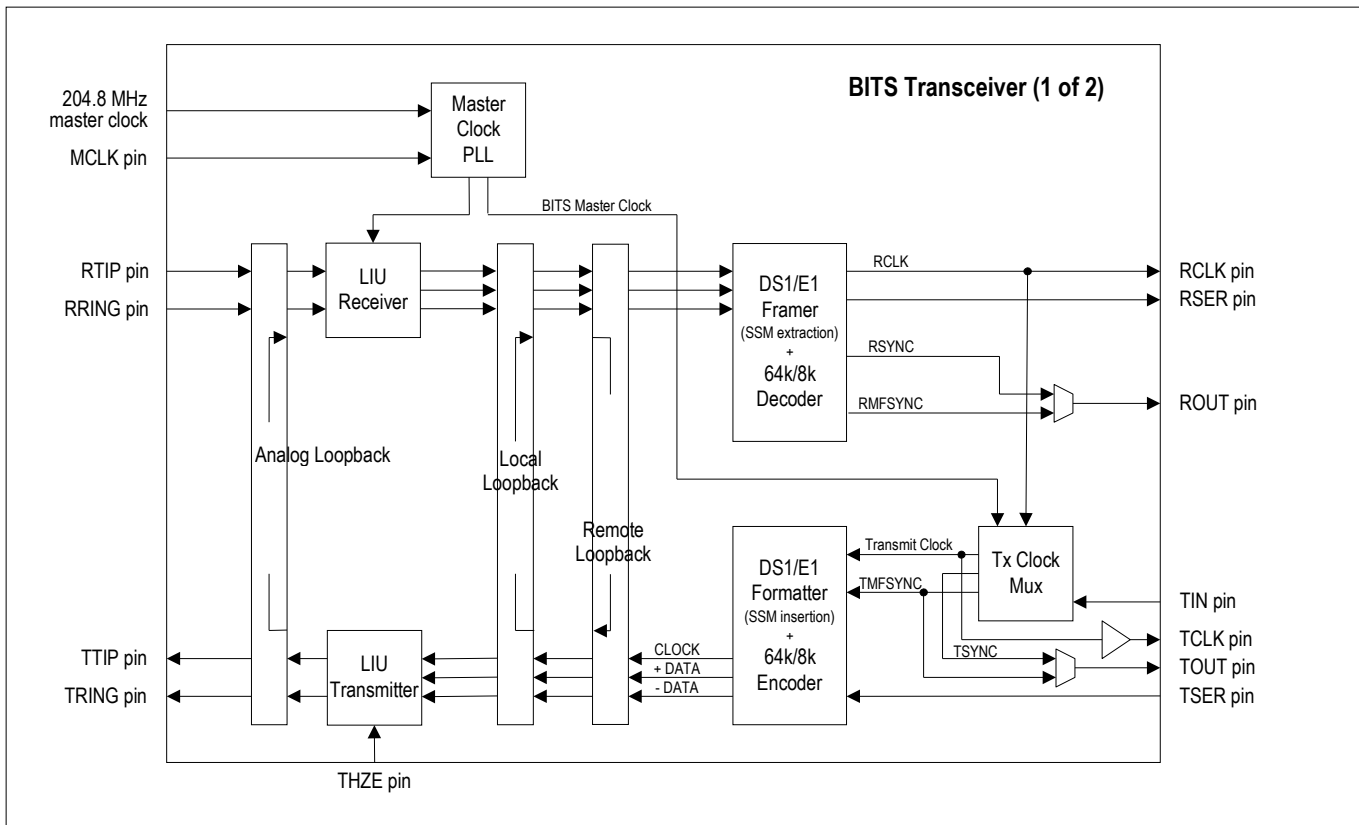 BITS Transceiver (1 of 2)
204.8 MHz
master clock
MCLK pin
Master
Clock
PLL
BITS Master Clock
RTIP pin
RRING pin
LIU
Receiver
DS1/E1
Framer
(SSM extraction)
+
64k/8k
Decoder
RCLK
RSYNC
RMFSYNC
RCLK pin
RSER pin
ROUT pin
Analog Loopback
Local
Loopback
Remote
Loopback
DS1/E1
Formatter
(SSM insertion)
+
64k/8k
Encoder
Transmit Clock
TMFSYNC
TSYNC
Tx Clock
Mux
TIN pin
TCLK pin
TOUT pin
TSER pin
CLOCK
+ DATA
- DATA
TTIP pin
TRING pin
LIU
Transmitter
THZE pin